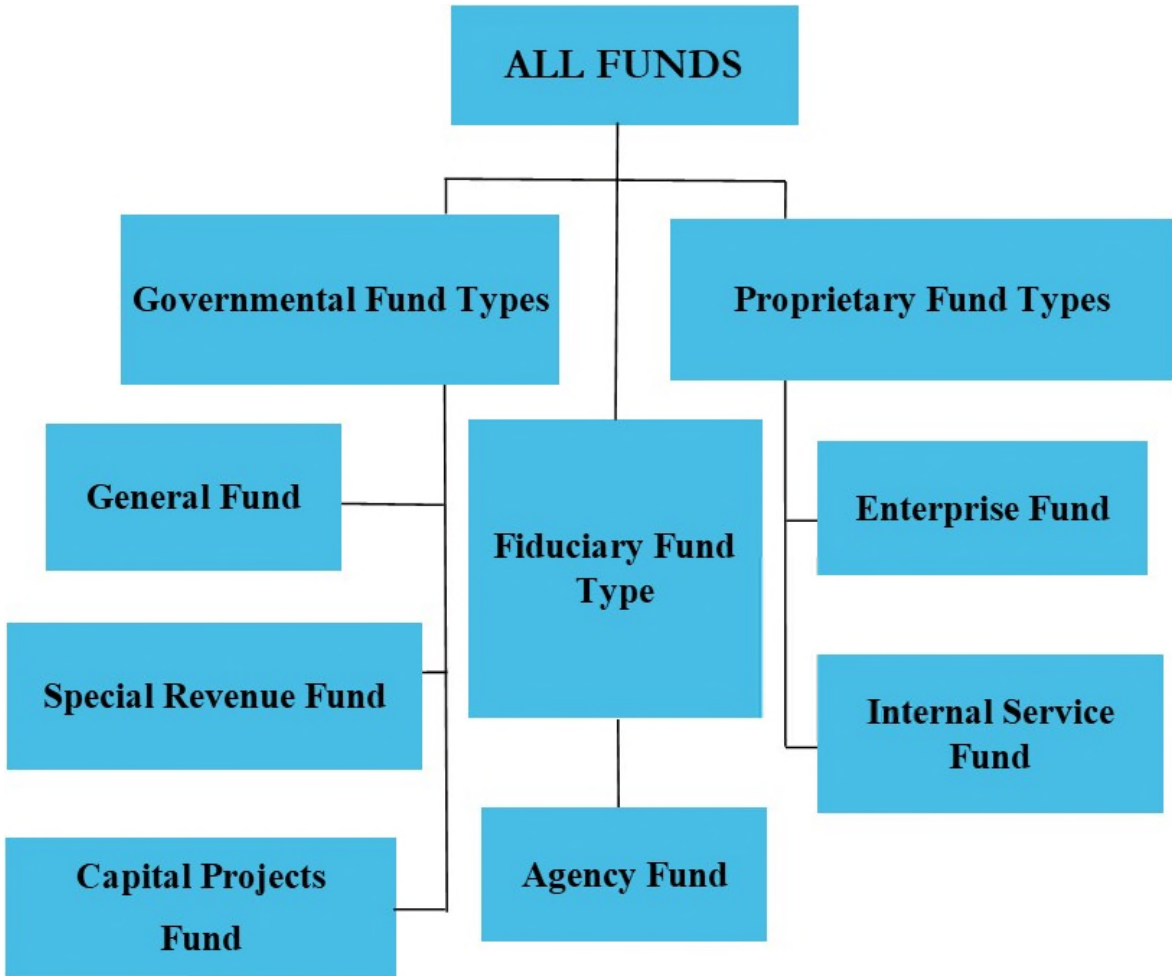 ALL FUNDS
Governmental Fund Types
Proprietary Fund Types
General Fund
Fiduciary Fund
Type
Enterprise Fund
Special Revenue Fund
Internal Service
Fund
Capital Projects
Fund
Agency Fund